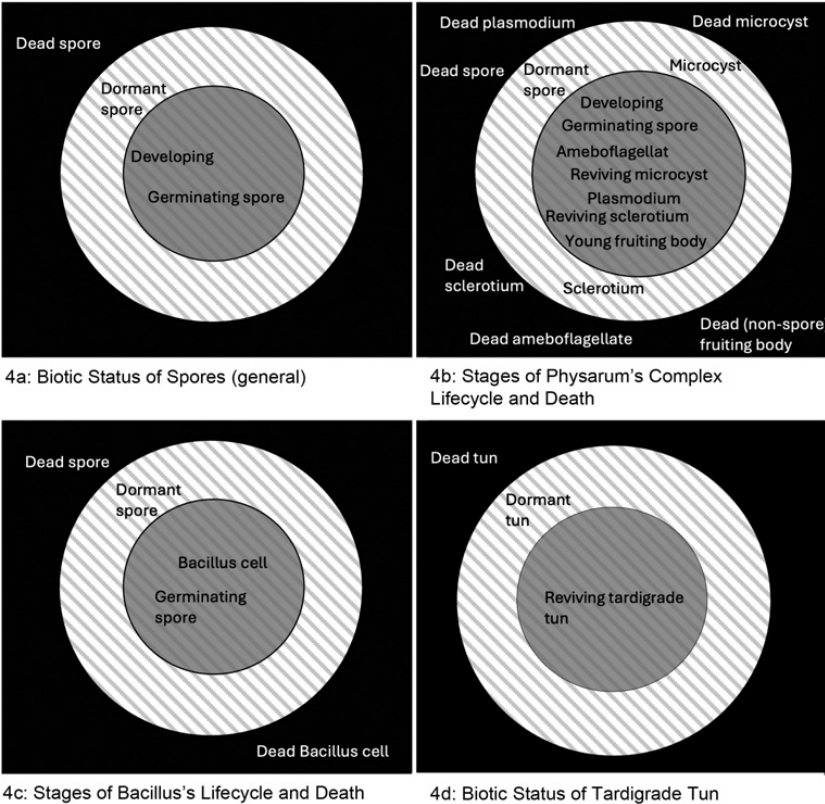 Dead spore
Dormant
spore
Developing
Germinating spore
4a: Biotic Status of Spores (general)
Dead plasmodium
Dead microcyst
Dead spore
Dormant
spore
Microcyst
Developing
Germinating spore
Ameboflagellat
Reviving microcyst
Plasmodium
Reviving sclerotium
Young fruiting body
Dead
sclerotium
Sclerotium
Dead ameboflagellate
Dead (non-spore
fruiting body
4b: Stages of Physarum's Complex
Lifecycle and Death
Dead spore
Dormant
spore
Bacillus cell
Germinating
spore
Dead Bacillus cell
4c: Stages of Bacillus's Lifecycle and Death
Dead tun
Dormant
tun
Reviving tardigrade
tun
4d: Biotic Status of Tardigrade Tun